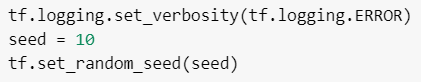 tf.logging.set_verbosity(tf.logging.ERROR)
seed = 10
tf.set_random_seed(seed)